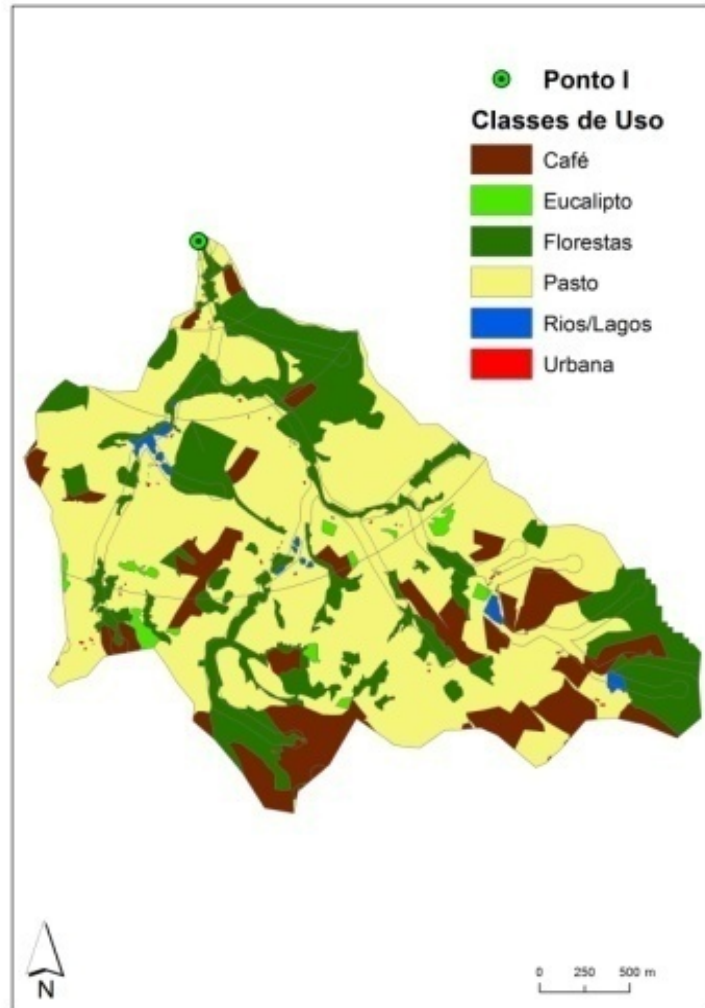 Ponto I
Classes de Uso
Café
Eucalipto
Florestas
Pasto
Rios/Lagos
Urbana
N
0 250 500 m